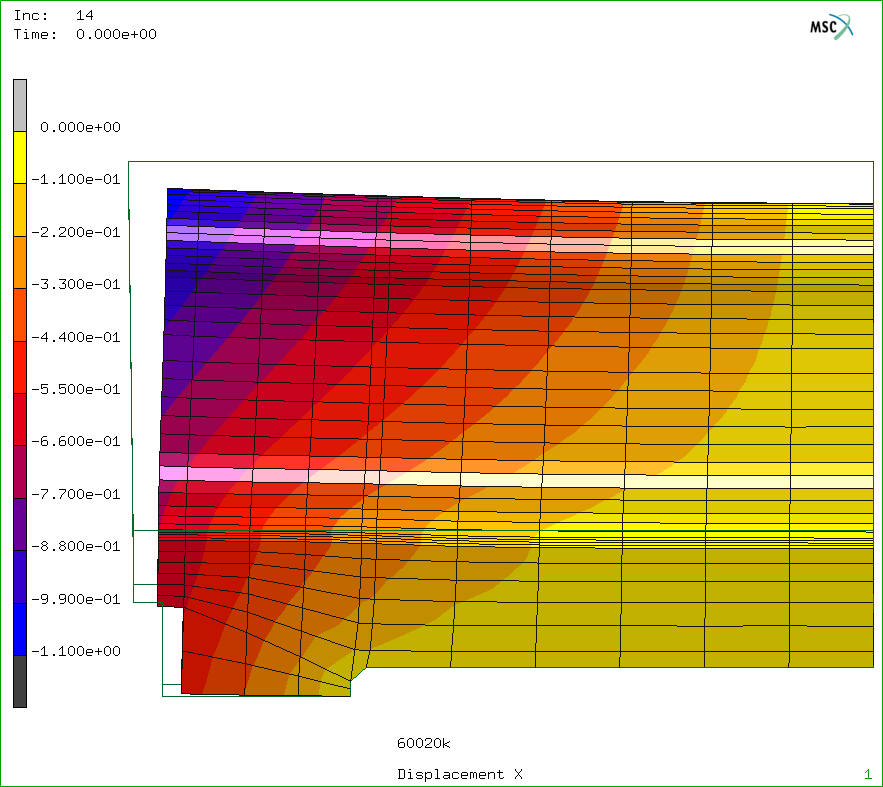 Inc: 14
Time: 0.000e+00
MSC
0.000e+00
-1.100e-01
-2.200e-01
-3.300e-01
-4.400e-01
-5.500e-01
-6.600e-01
-7.700e-01
-8.800e-01
-9.900e-01
-1.100e+00
60020k
Displacement X
1